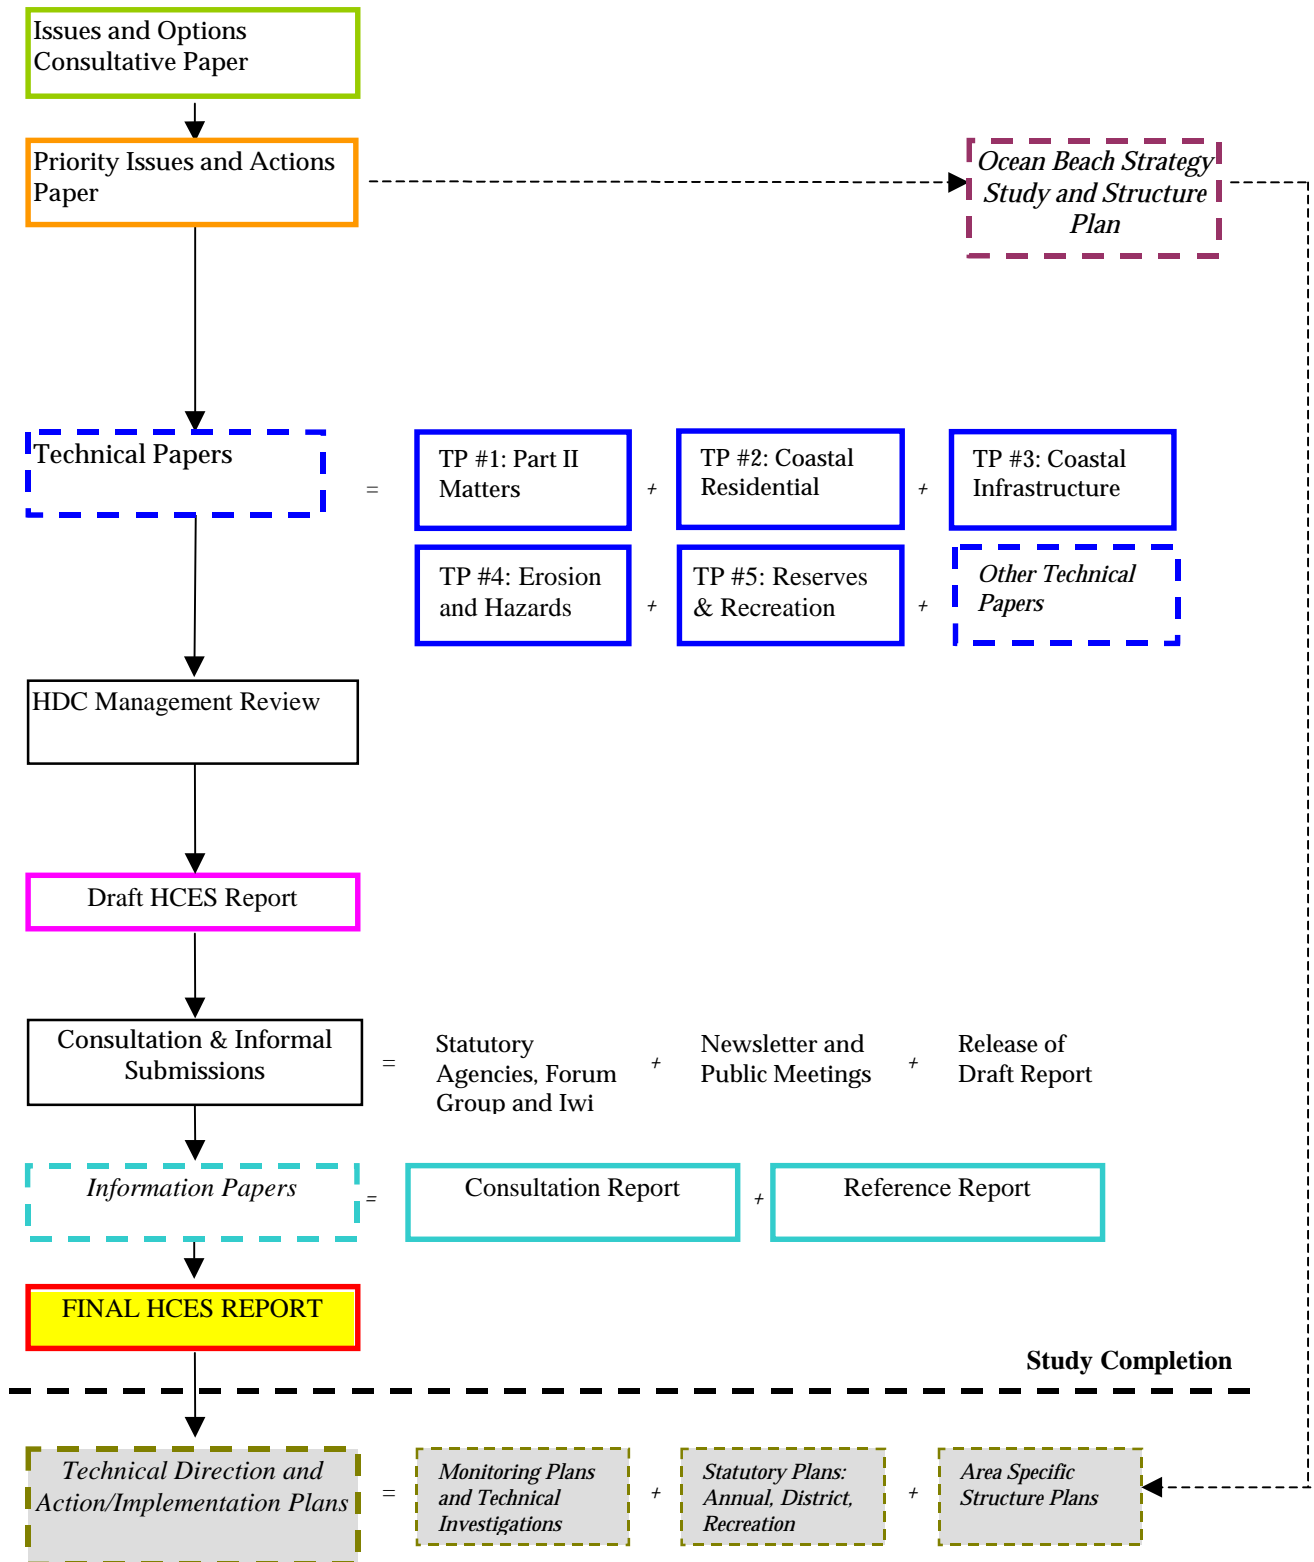 Issues and Options
Consultative Paper
Priority Issues and Actions
Paper
Ocean Beach Strategy
Study and Structure
Plan
Technical Papers
=
TP #1: Part II
Matters
+
TP #2: Coastal
Residential
+
TP #3: Coastal
Infrastructure
TP #4: Erosion
and Hazards
+
TP #5: Reserves
& Recreation
+
Other Technical
Papers
HDC Management Review
Draft HCES Report
Consultation & Informal
Submissions
=
Statutory
Agencies, Forum
Group and Iwi
+
Newsletter and
Public Meetings
+
Release of
Draft Report
Information Papers
=
Consultation Report
+
Reference Report
FINAL HCES REPORT
Study Completion
Technical Direction and
Action/Implementation Plans
=
Monitoring Plans
and Technical
Investigations
+
Statutory Plans:
Annual, District,
Recreation
+
Area Specific
Structure Plans